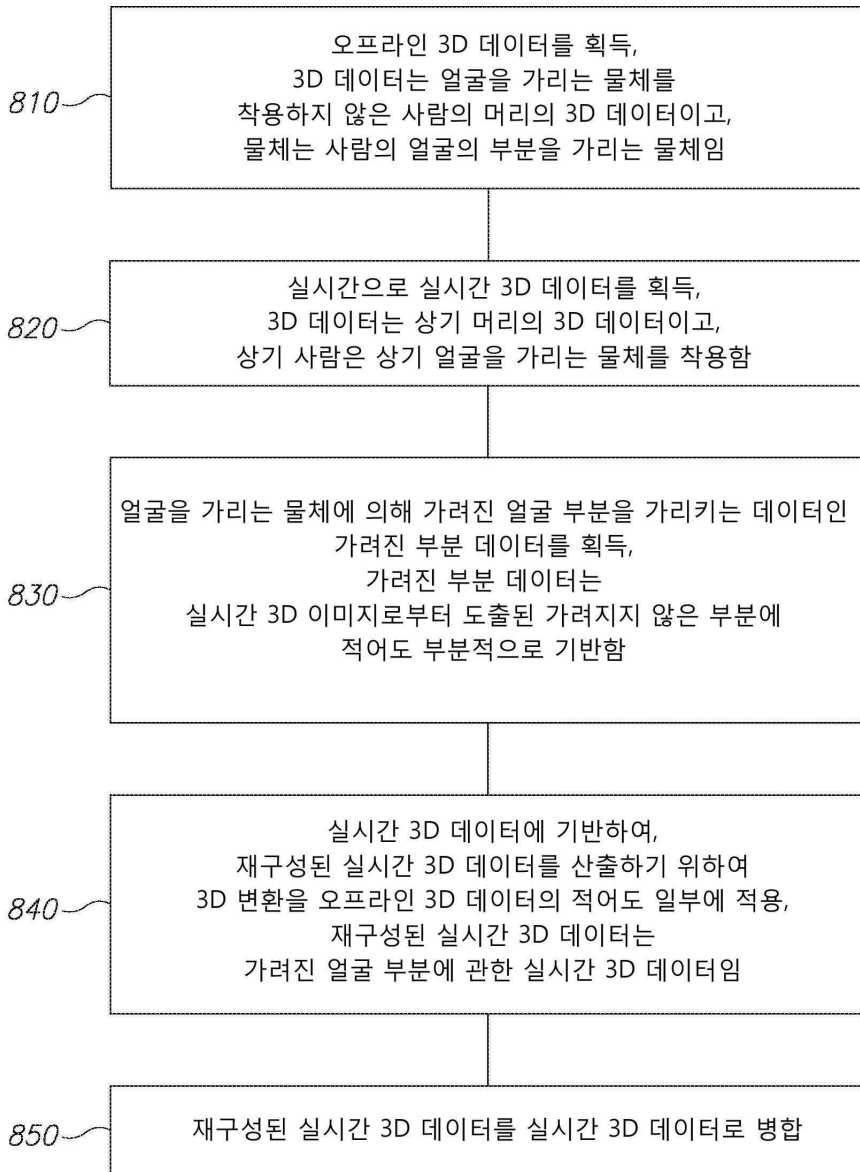 810
오프라인 3D 데이터를 획득,
3D 데이터는 얼굴을 가리는 물체를
착용하지 않은 사람의 머리의 3D 데이터이고,
물체는 사람의 얼굴의 부분을 가리는 물체임
820
실시간으로 실시간 3D 데이터를 획득,
3D 데이터는 상기 머리의 3D 데이터이고,
상기 사람은 상기 얼굴을 가리는 물체를 착용함
830
얼굴을 가리는 물체에 의해 가려진 얼굴 부분을 가리키는 데이터인
가려진 부분 데이터를 획득,
가려진 부분 데이터는
실시간 3D 이미지로부터 도출된 가려지지 않은 부분에
적어도 부분적으로 기반함
840
실시간 3D 데이터에 기반하여,
재구성된 실시간 3D 데이터를 산출하기 위하여
3D 변환을 오프라인 3D 데이터의 적어도 일부에 적용,
재구성된 실시간 3D 데이터는
가려진 얼굴 부분에 관한 실시간 3D 데이터임
850
재구성된 실시간 3D 데이터를 실시간 3D 데이터로 병합